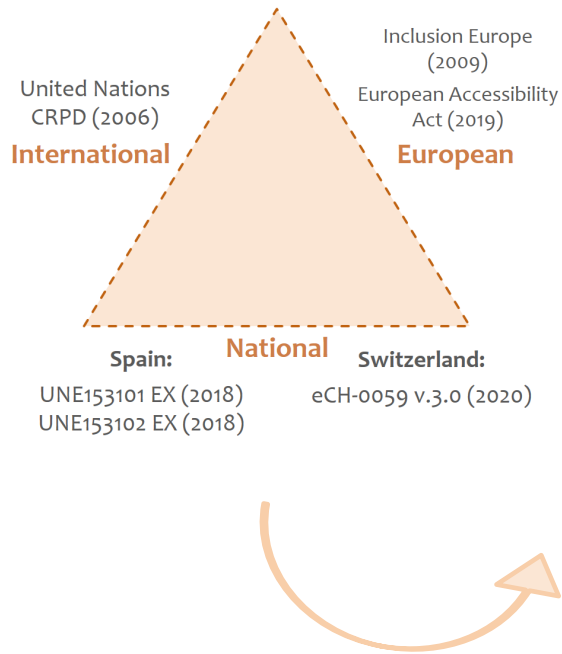 Inclusion Europe
(2009)
European Accessibility
Act (2019)
European
United Nations
CRPD (2006)
International
National
Spain:
UNE153101 EX (2018)
UNE153102 EX (2018)
Switzerland:
eCH-0059 v.3.0 (2020)